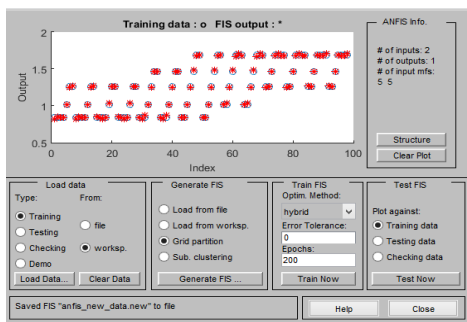 Training data : o   FIS output : *
ANFIS Info.
2
1.5
1
0.5
Output
0
20
40
60
80
100
Index
# of inputs: 2
# of outputs: 1
# of input mfs:
5  5
Structure
Clear Plot
Load data
Type:
From:
Training
Testing
Checking
Demo
file
worksp.
Load Data...
Clear Data
Generate FIS
Load from file
Load from worksp.
Grid partition
Sub. clustering
Generate FIS ...
Train FIS
Optim. Method:
hybrid
Error Tolerance:
0
Epochs:
200
Train Now
Test FIS
Plot against:
Training data
Testing data
Checking data
Test Now
Saved FIS "anfis_new_data.new" to file
Help
Close